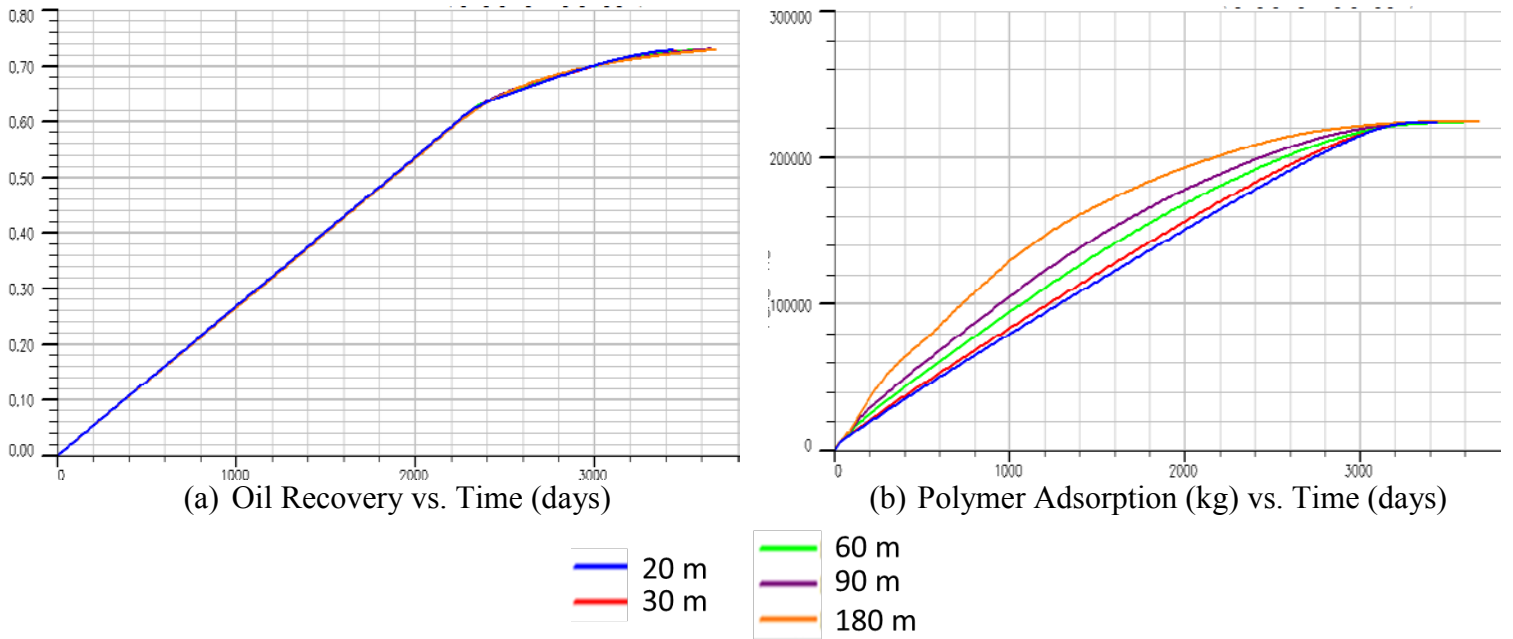 0.80
0.70
0.60
0.50
0.40
0.30
0.20
0.10
0.00
0 1000 2000 3000
(a) Oil Recovery vs. Time (days)
300000
200000
100000
0
0 1000 2000 3000
(b) Polymer Adsorption (kg) vs. Time (days)
20 m
30 m
60 m
90 m
180 m